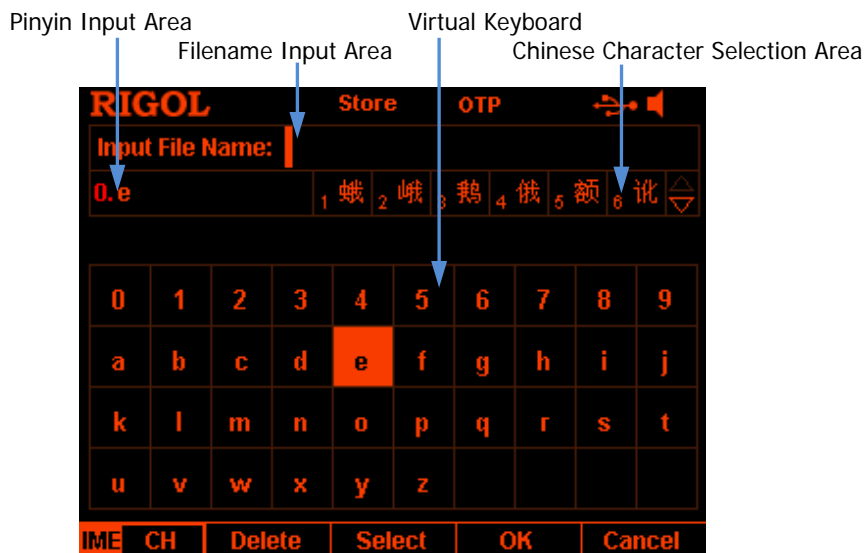 Pinyin Input Area Virtual Keyboard
Filename Input Area Chinese Character Selection Area
RIGOL Store OTP
Input File Name:
0.e 1 蛾 2 峨 3 鹅 4 俄 5 额 6 讹
0 1 2 3 4 5 6 7 8 9
a b c d e f g h i j
k l m n o p q r s t
u v w x y z
IME CH Delete Select OK Cancel